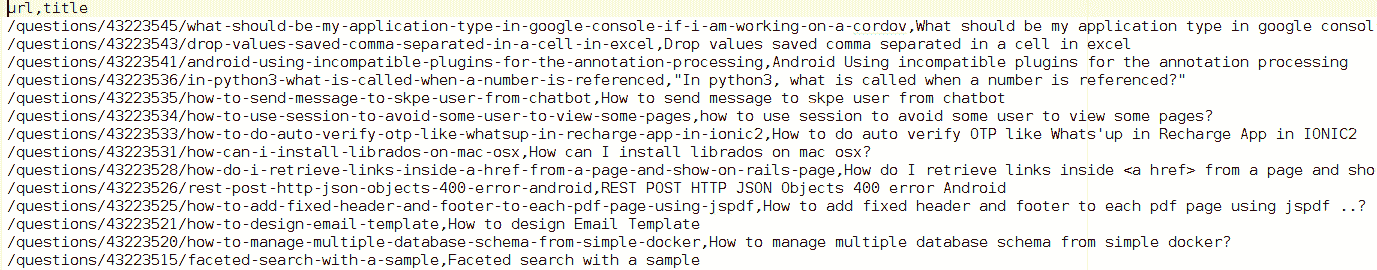 url,title
/questions/43223545/what-should-be-my-application-type-in-google-console-if-i-am-working-on-a-cordov,What should be my application type in google consol
/questions/43223543/drop-values-saved-comma-separated-in-a-cell-in-excel,Drop values saved comma separated in a cell in excel
/questions/43223541/android-using-incompatible-plugins-for-the-annotation-processing,Android Using incompatible plugins for the annotation processing
/questions/43223536/in-python3-what-is-called-when-a-number-is-referenced,"In python3, what is called when a number is referenced?"
/questions/43223535/how-to-send-message-to-skpe-user-from-chatbot,How to send message to skpe user from chatbot
/questions/43223534/how-to-use-session-to-avoid-some-user-to-view-some-pages,how to use session to avoid some user to view some pages?
/questions/43223533/how-to-do-auto-verify-otp-like-whatsup-in-recharge-app-in-ionic2,How to do auto verify OTP like Whats'up in Recharge App in IONIC2
/questions/43223531/how-can-i-install-librados-on-mac-osx,How can I install librados on mac osx?
/questions/43223528/how-do-i-retrieve-links-inside-a-href-from-a-page-and-show-on-rails-page,How do I retrieve links inside <a href> from a page and sho
/questions/43223526/rest-post-http-json-objects-400-error-android,REST POST HTTP JSON Objects 400 error Android
/questions/43223525/how-to-add-fixed-header-and-footer-to-each-pdf-page-using-jspdf,How to add fixed header and footer to each pdf page using jspdf ..?
/questions/43223521/how-to-design-email-template,How to design Email Template
/questions/43223520/how-to-manage-multiple-database-schema-from-simple-docker,How to manage multiple database schema from simple docker?
/questions/43223515/faceted-search-with-a-sample,Faceted search with a sample